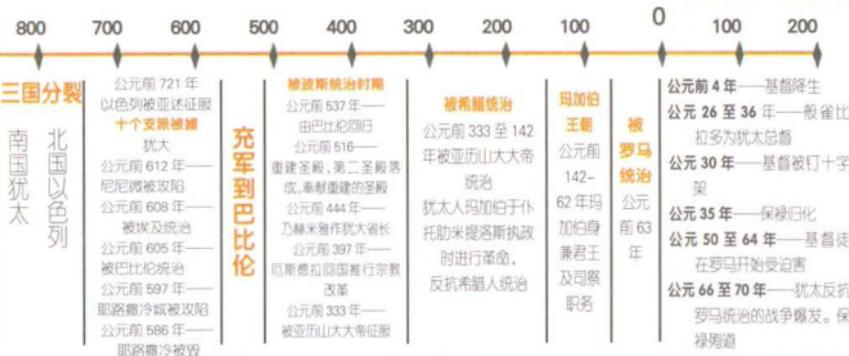 800 700 600 500 400 300 200 100 0 100 200
三国分裂
南国犹太
北国以色列
公元前 721 年
以色列被亚述征服
十个支派被掳
犹大
公元前 612 年——
尼尼微被攻陷
公元前 608 年——
被埃及统治
公元前 605 年——
被巴比伦统治
公元前 597 年——
耶路撒冷城被攻陷
公元前 586 年——
耶路撒冷被毁
充军到巴比伦
被波斯统治时期
公元前 537 年——
由巴比伦回归
公元前 516——
重建圣殿，第二圣殿落
成，奉献重建的圣殿
公元前 444 年——
乃赫米雅作犹大省长
公元前 397 年——
厄斯德拉回国推行宗教
改革
公元前 333 年——
被亚历山大大帝征服
被希腊统治
公元前 333 至 142
年被亚历山大大帝
统治
犹太人玛加伯于仆
托肋米提洛斯执政
时进行革命，
反抗希腊人统治
玛加伯
王朝
公元前
142-
62 年玛
加伯身
兼君王
及司祭
职务
被
罗马
统治
公元
前 63
年
公元前 4 年——基督降生
公元 26 至 36 年——般雀比
拉多为犹太总督
公元 30 年——基督被钉十字
架
公元 35 年——保禄归化
公元 50 至 64 年——基督徒
在罗马开始受迫害
公元 66 至 70 年——犹太反抗
罗马统治的战争爆发。保
禄殉道